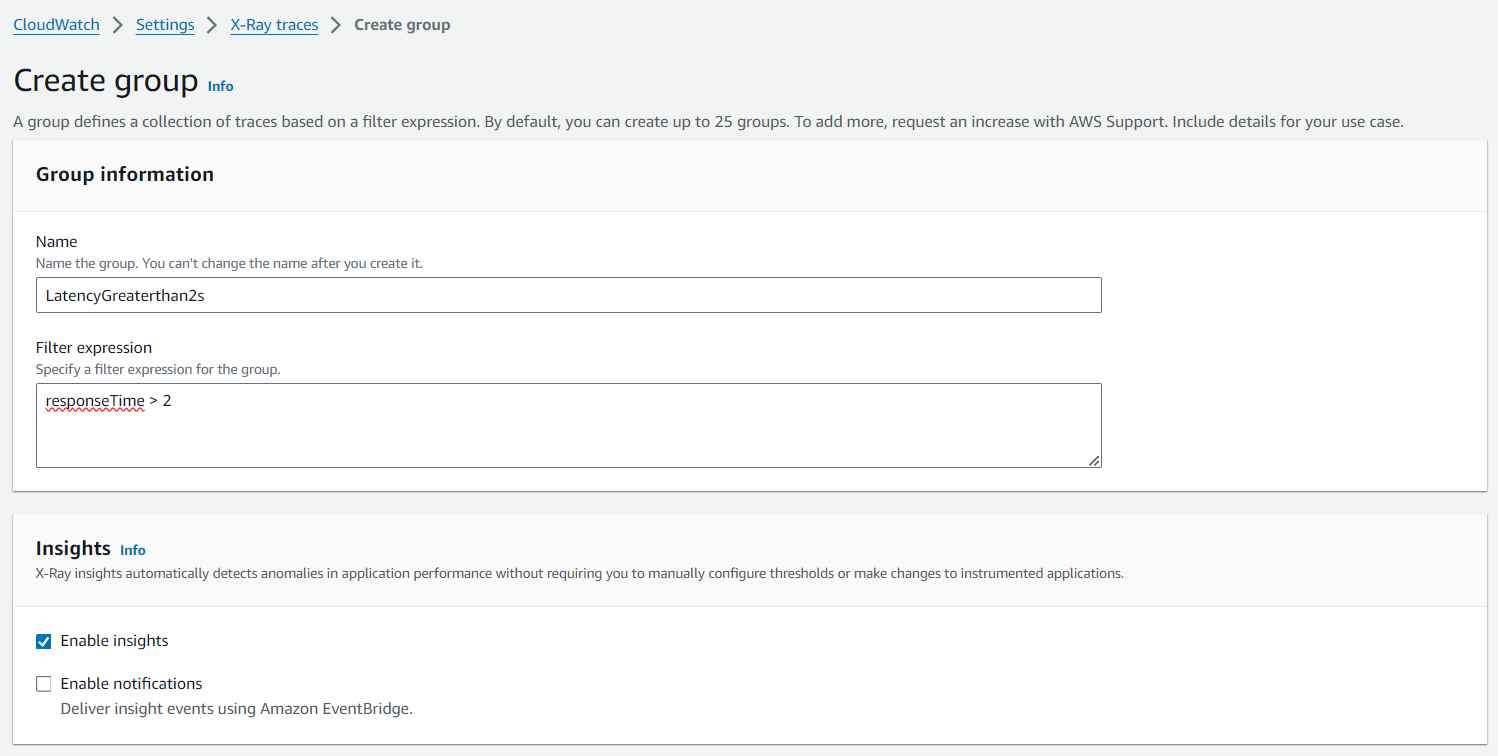 CloudWatch > Settings > X-Ray traces > Create group
Create group Info
A group defines a collection of traces based on a filter expression. By default, you can create up to 25 groups. To add more, request an increase with AWS Support. Include details for your use case.
Group information
Name
Name the group. You can't change the name after you create it.
LatencyGreaterthan2s
Filter expression
Specify a filter expression for the group.
responseTime > 2
Insights Info
X-Ray insights automatically detects anomalies in application performance without requiring you to manually configure thresholds or make changes to instrumented applications.
Enable insights
Enable notifications
Deliver insight events using Amazon EventBridge.